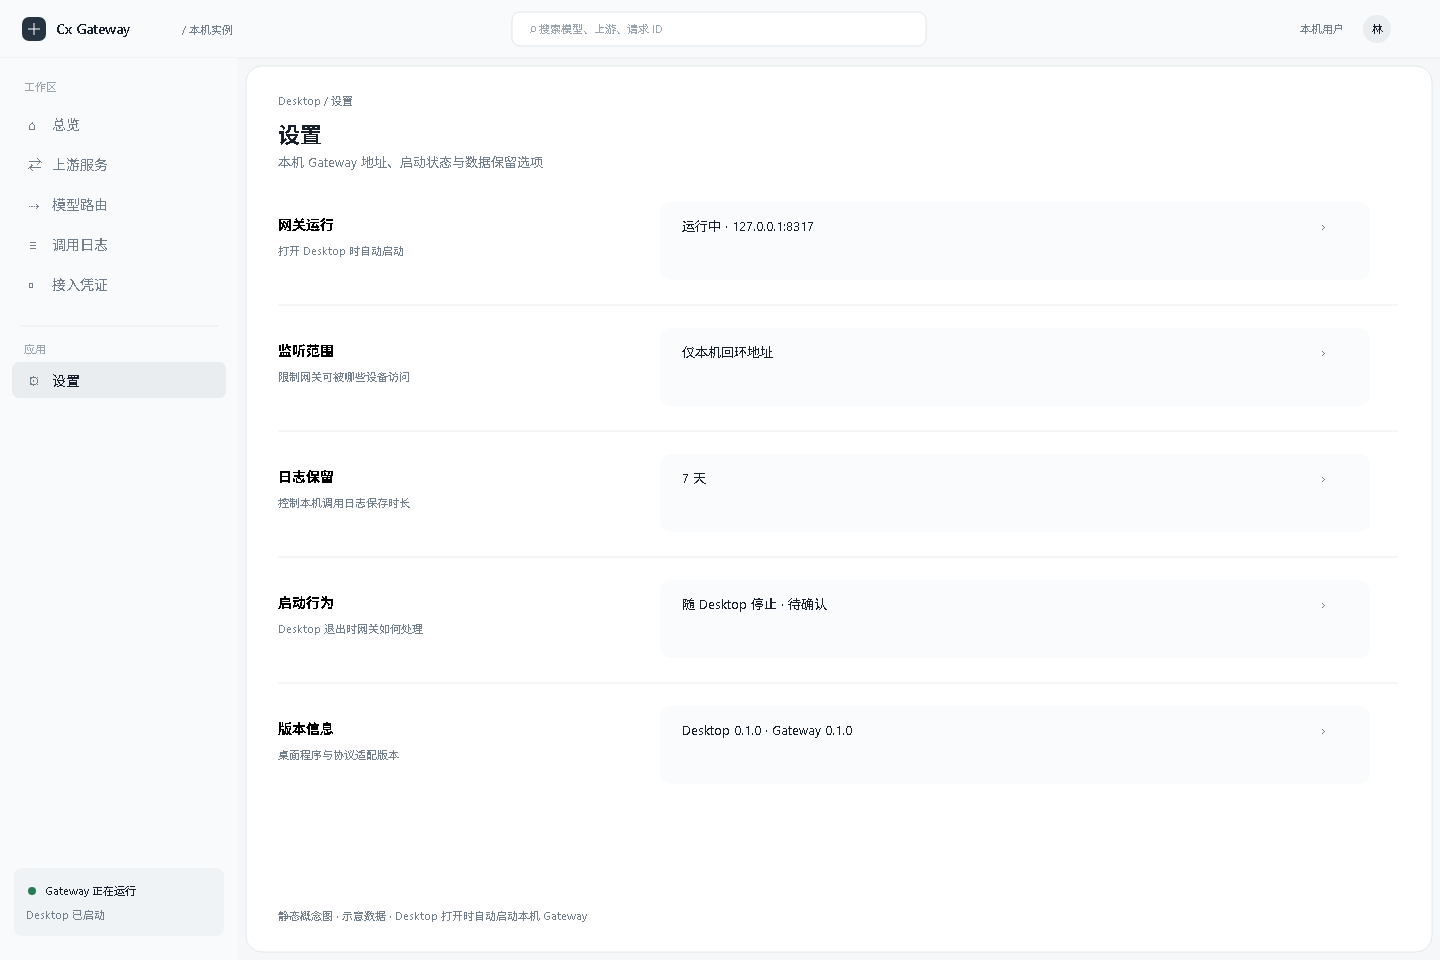 Cx Gateway
/ 本机实例
⌕ 搜索模型、上游、请求 ID
本机用户
林
工作区
总览
上游服务
模型路由
调用日志
接入凭证
应用
设置
Gateway 正在运行
Desktop 已启动
Desktop / 设置
设置
本机 Gateway 地址、启动状态与数据保留选项
网关运行
打开 Desktop 时自动启动
运行中 · 127.0.0.1:8317
监听范围
限制网关可被哪些设备访问
仅本机回环地址
日志保留
控制本机调用日志保存时长
7 天
启动行为
Desktop 退出时网关如何处理
随 Desktop 停止 · 待确认
版本信息
桌面程序与协议适配版本
Desktop 0.1.0 · Gateway 0.1.0
静态概念图 · 示意数据 · Desktop 打开时自动启动本机 Gateway